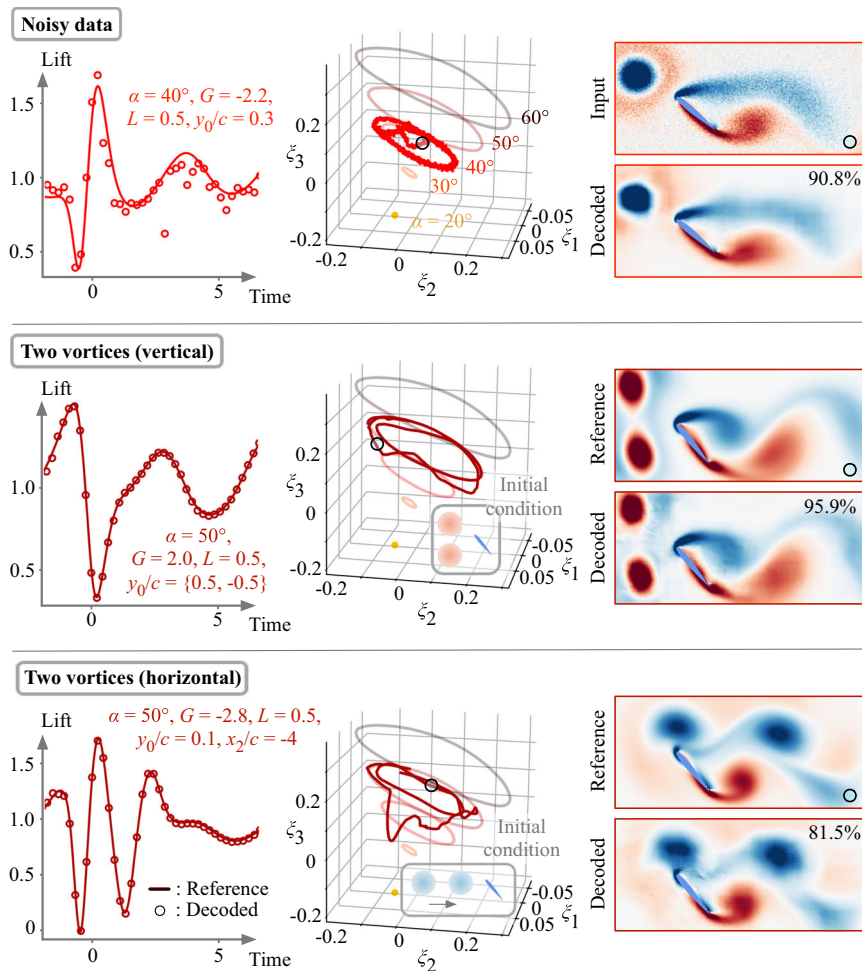 Noisy data
Lift
1.5
1.0
0.5
0
5
Time
α = 40°, G = -2.2,
L = 0.5, y0/c = 0.3
ξ3
0.2
0
-0.2
-0.2
0
0.2
ξ2
-0.05
0
0.05
ξ1
60°
50°
40°
30°
α = 20°
Input
Decoded
90.8%
Two vortices (vertical)
Lift
1.0
0.5
0
5
Time
α = 50°,
G = 2.0, L = 0.5,
y0/c = {0.5, -0.5}
ξ3
0.2
0
-0.2
-0.2
0
0.2
ξ2
-0.05
0
0.05
ξ1
Initial
condition
Reference
Decoded
95.9%
Two vortices (horizontal)
Lift
1.5
1.0
0.5
0
0
5
Time
α = 50°, G = -2.8, L = 0.5,
y0/c = 0.1, x2/c = -4
: Reference
: Decoded
ξ3
0.2
0
-0.2
-0.2
0
0.2
ξ2
-0.05
0
0.05
ξ1
Initial
condition
Reference
Decoded
81.5%